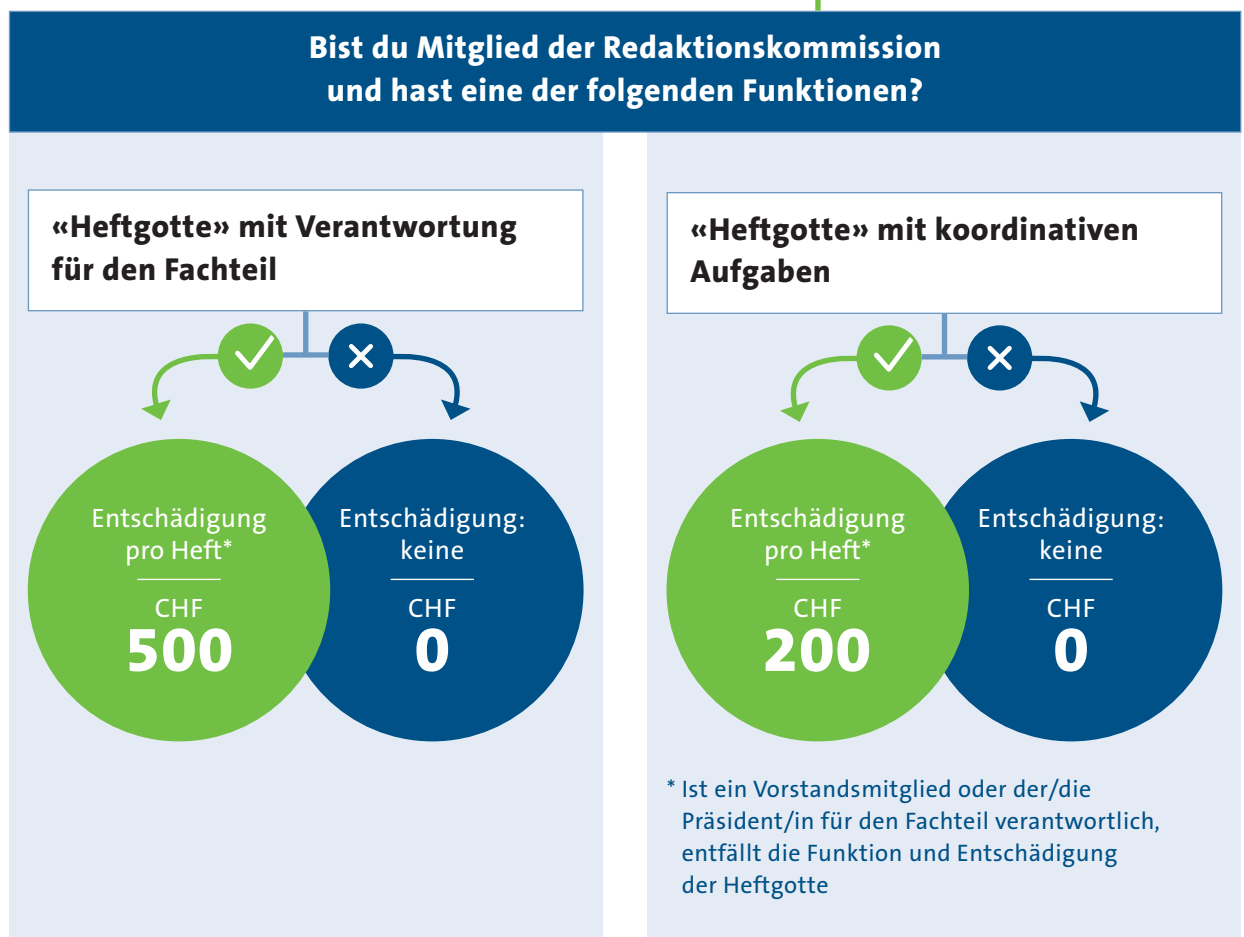 Bist du Mitglied der Redaktionskommission
und hast eine der folgenden Funktionen?
«Heftgotte» mit Verantwortung
für den Fachteil
Entschädigung
pro Heft*
CHF
500
Entschädigung:
keine
CHF
0
«Heftgotte» mit koordinativen
Aufgaben
Entschädigung
pro Heft*
CHF
200
Entschädigung:
keine
CHF
0
* Ist ein Vorstandsmitglied oder der/die
Präsident/in für den Fachteil verantwortlich,
entfällt die Funktion und Entschädigung
der Heftgotte